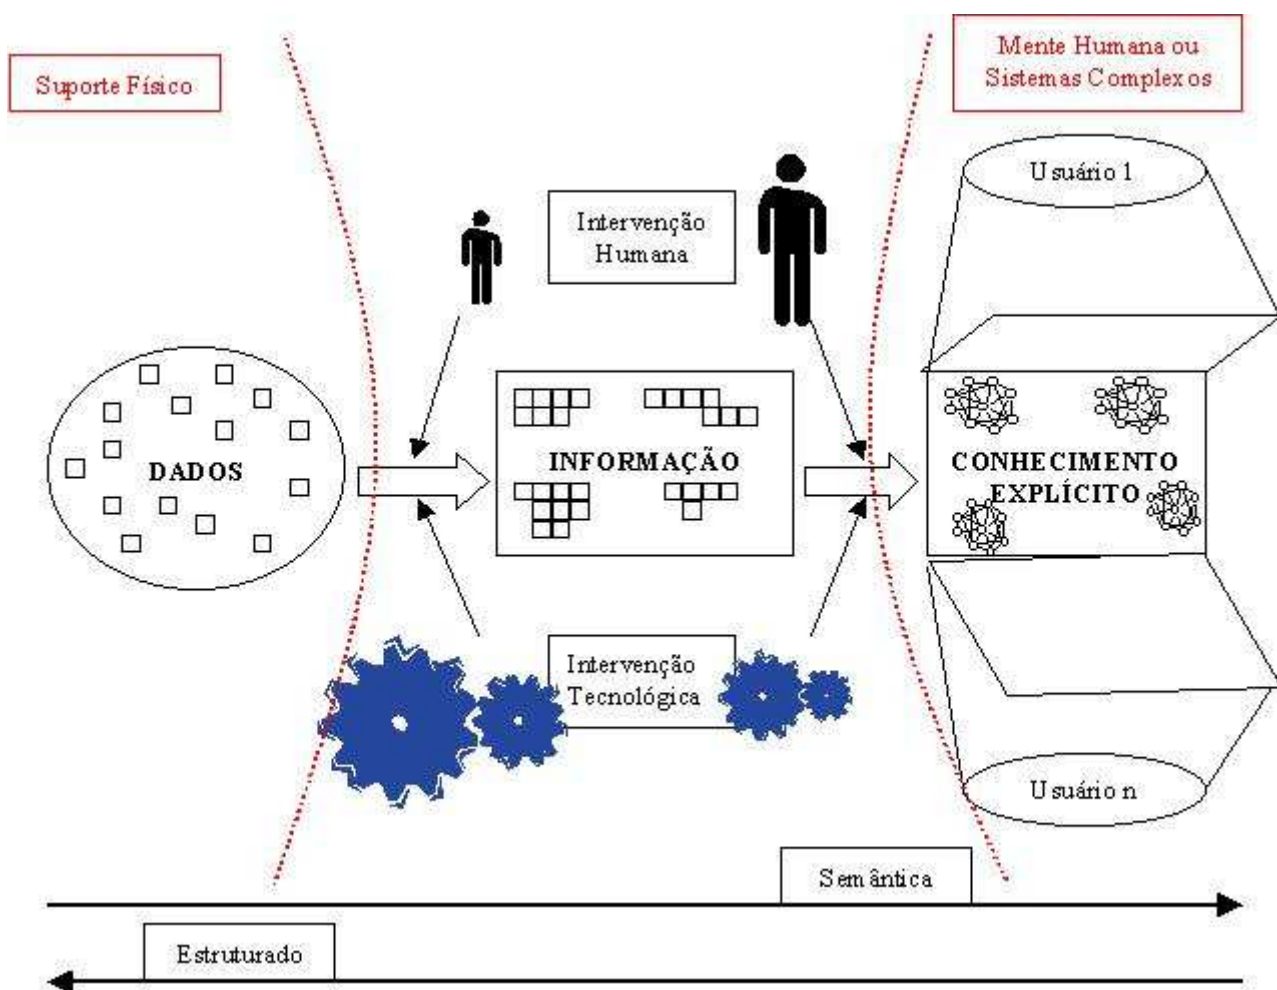 Suporte Físico
Mente Humana ou
Sistemas Complexos
Usuário 1
Intervenção
Humana
DADOS
INFORMAÇÃO
CONHECIMENTO
EXPLÍCITO
Intervenção
Tecnológica
Usuário n
Semântica
Estruturado